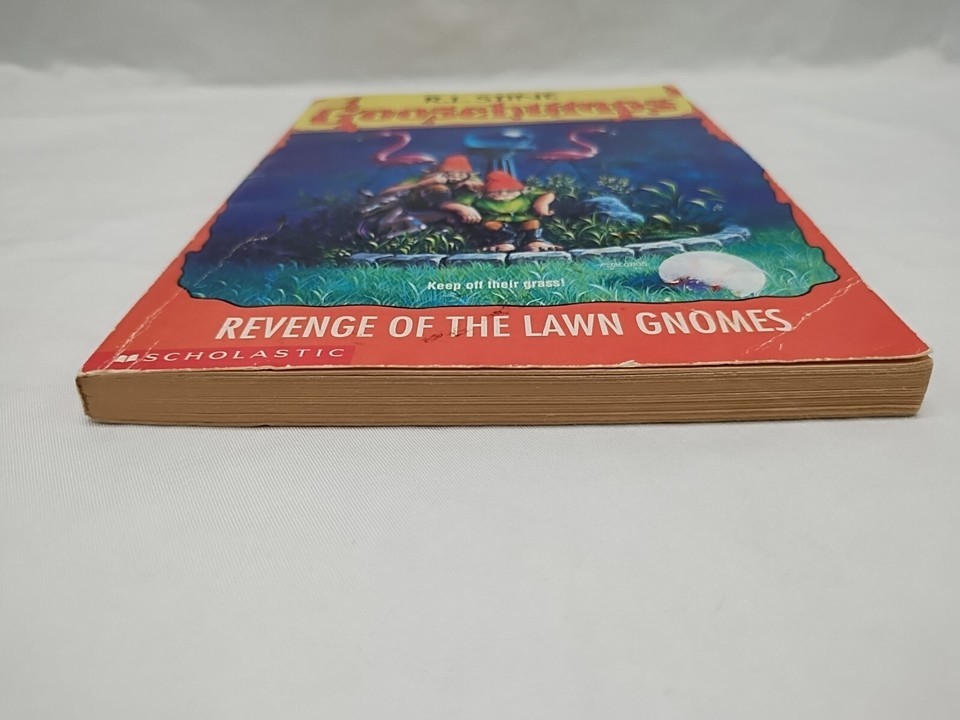 R.L. STINE
Goosebumps
Keep off their grass!
REVENGE OF THE LAWN GNOMES
SCHOLASTIC